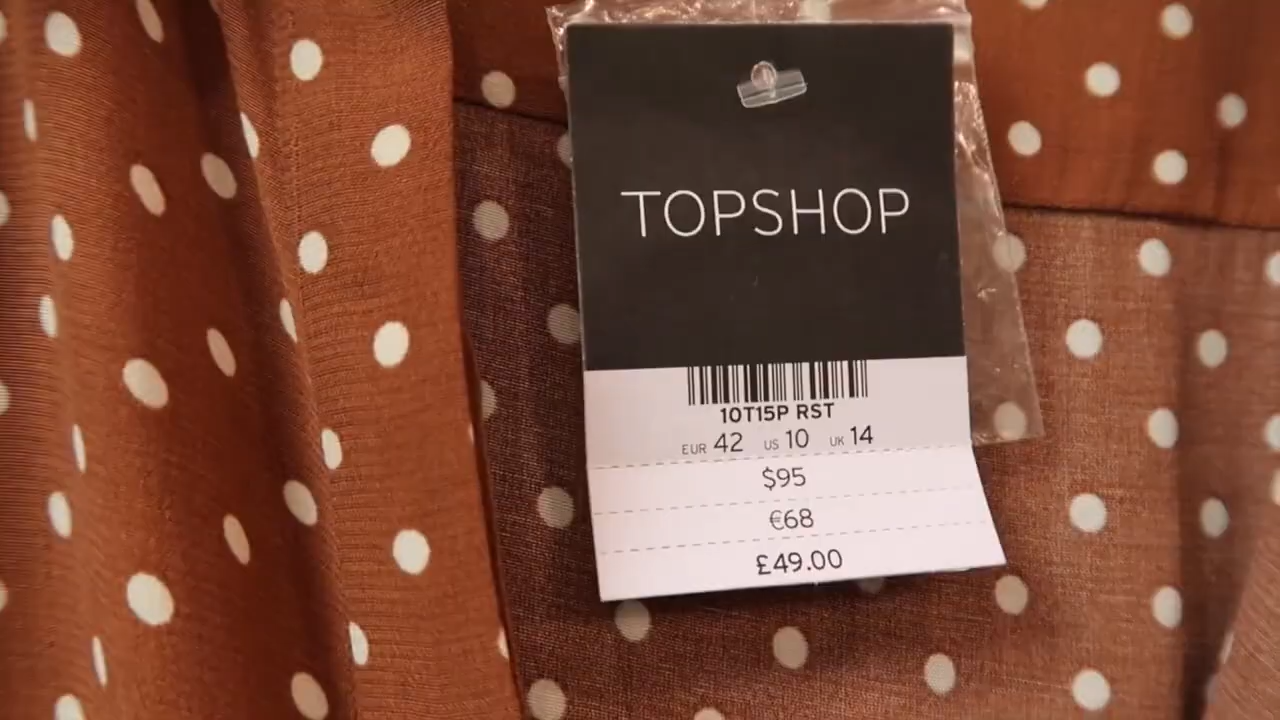 TOPSHOP
10T15P RST
EUR 42 US 10 UK 14
$95
€68
£49.00